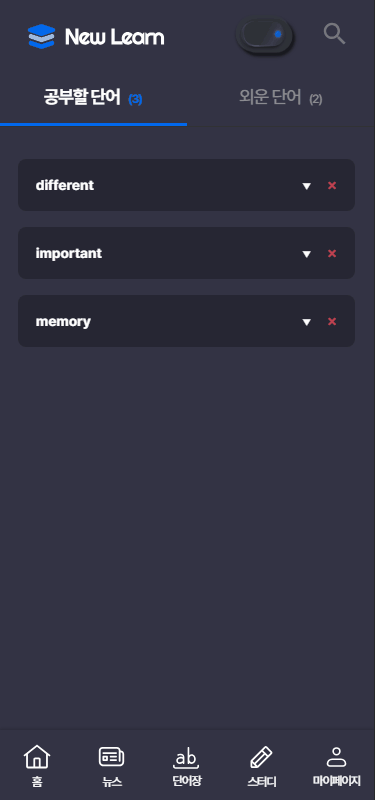 New Learn
공부할 단어 (3) 외운 단어 (2)
different
important
memory
ab
홈 뉴스 단어장 스터디 마이페이지